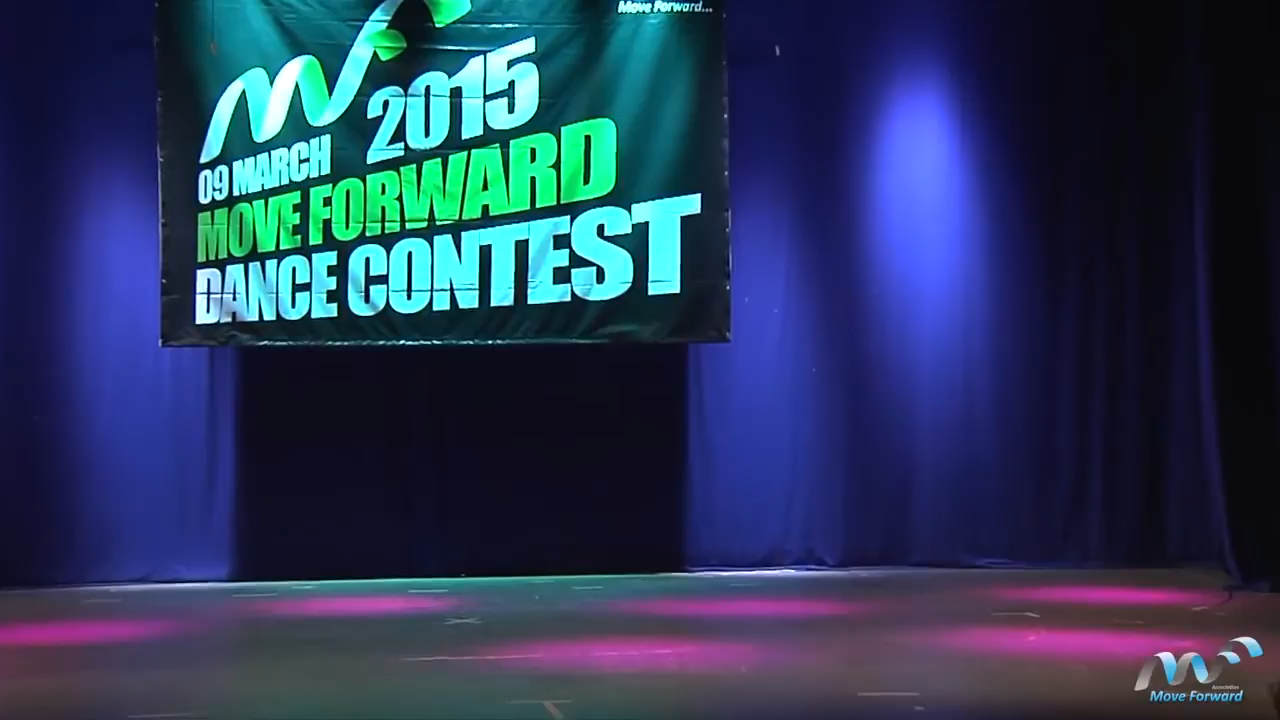 Move Forward...
2015
09 MARCH
MOVE FORWARD
DANCE CONTEST
Association
Move Forward